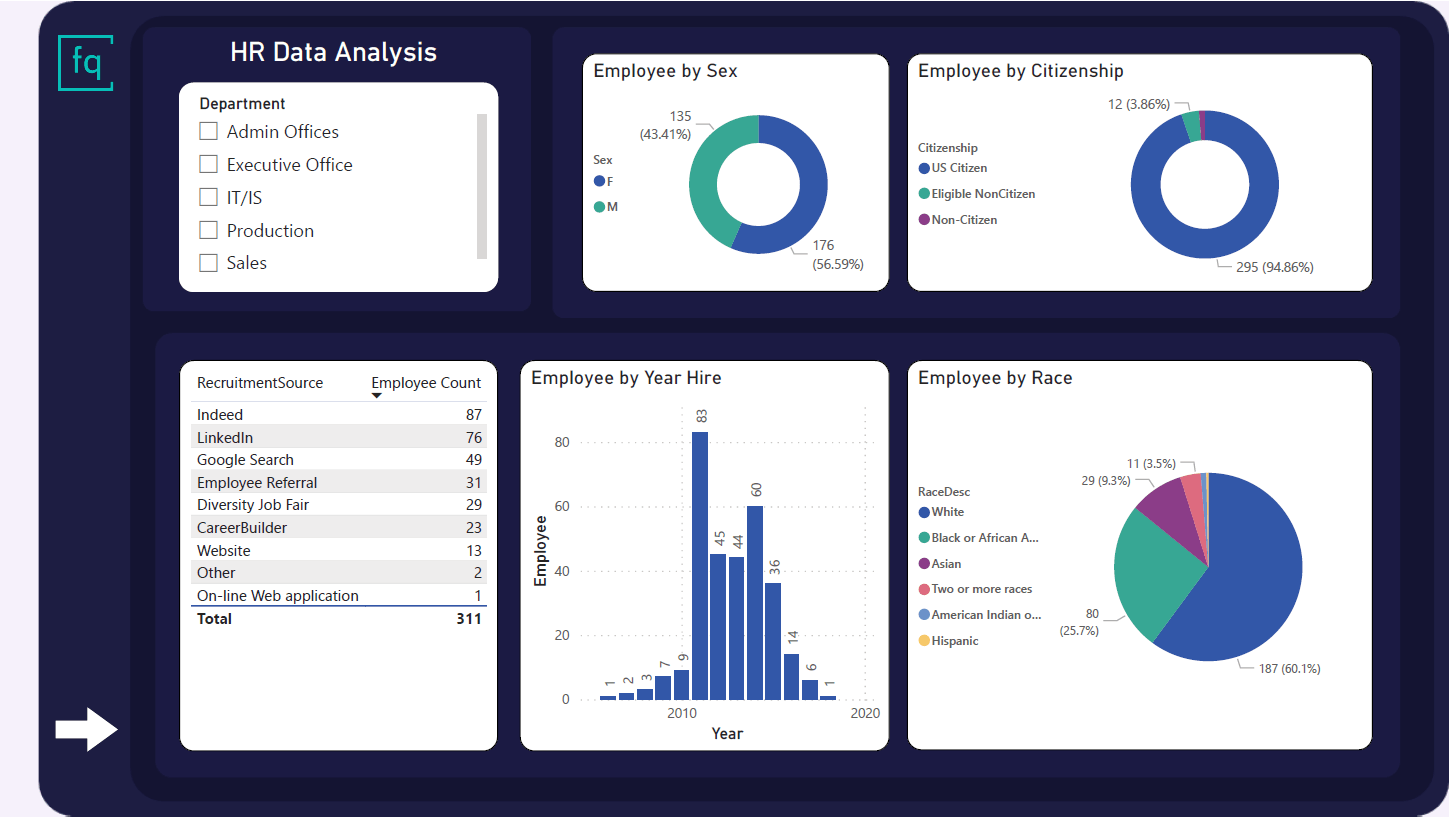 fq
HR Data Analysis
Department
Admin Offices
Executive Office
IT/IS
Production
Sales
Employee by Sex
Sex
F
M
135
(43.41%)
176
(56.59%)
Employee by Citizenship
Citizenship
US Citizen
Eligible NonCitizen
Non-Citizen
12 (3.86%)
295 (94.86%)
RecruitmentSource Employee Count
Indeed 87
LinkedIn 76
Google Search 49
Employee Referral 31
Diversity Job Fair 29
CareerBuilder 23
Website 13
Other 2
On-line Web application 1
Total 311
Employee by Year Hire
Employee
80
60
40
20
0
1 2 3 7 9 83 45 44 60 36 14 6 1
2010 2020
Year
Employee by Race
RaceDesc
White
Black or African A...
Asian
Two or more races
American Indian o...
Hispanic
11 (3.5%)
29 (9.3%)
80
(25.7%)
187 (60.1%)